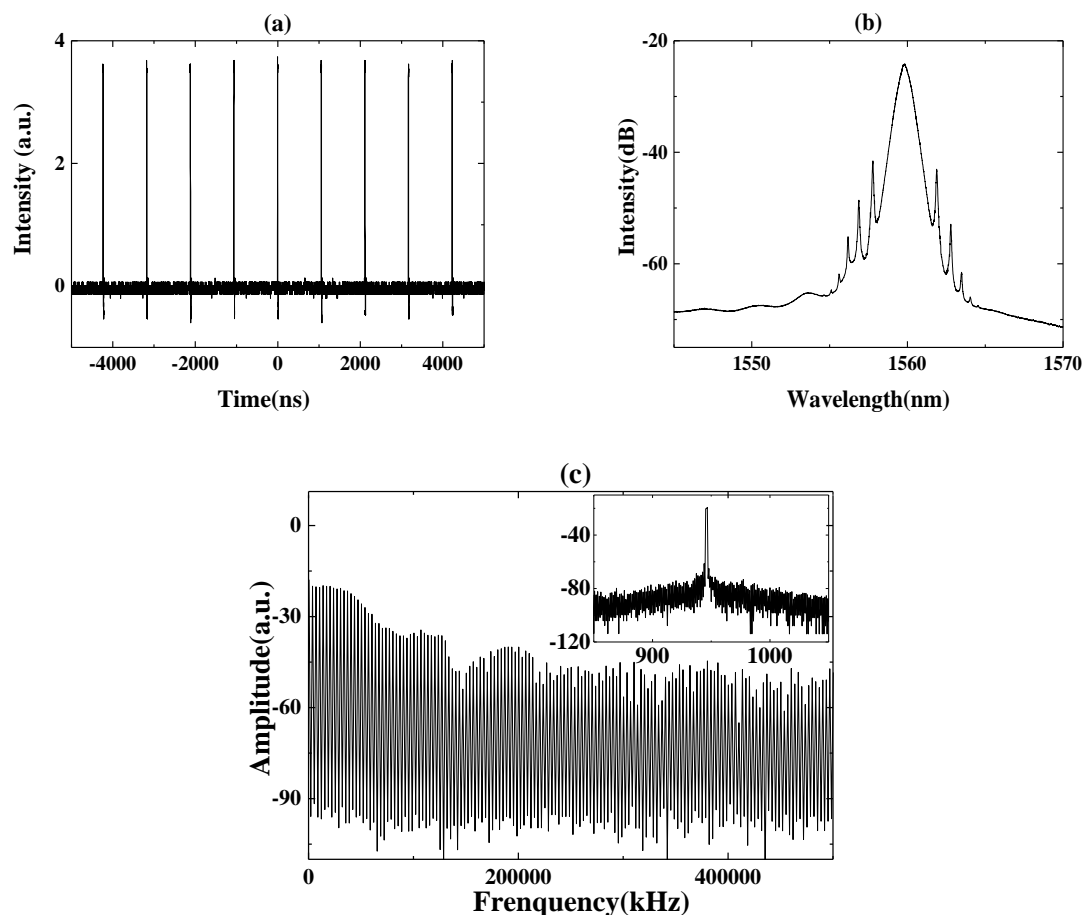 (a)
4
2
0
Intensity (a.u.)
-4000 -2000 0 2000 4000
Time(ns)
(b)
-20
-40
-60
Intensity(dB)
1550 1560 1570
Wavelength(nm)
(c)
0
-30
-60
-90
Amplitude(a.u.)
-40
-80
-120
900 1000
0 200000 400000
Frenquency(kHz)